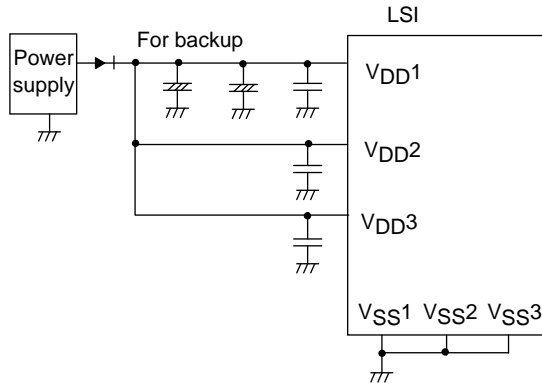 LSI
For backup
Power
supply
VDD1
VDD2
VDD3
VSS1 VSS2 VSS3